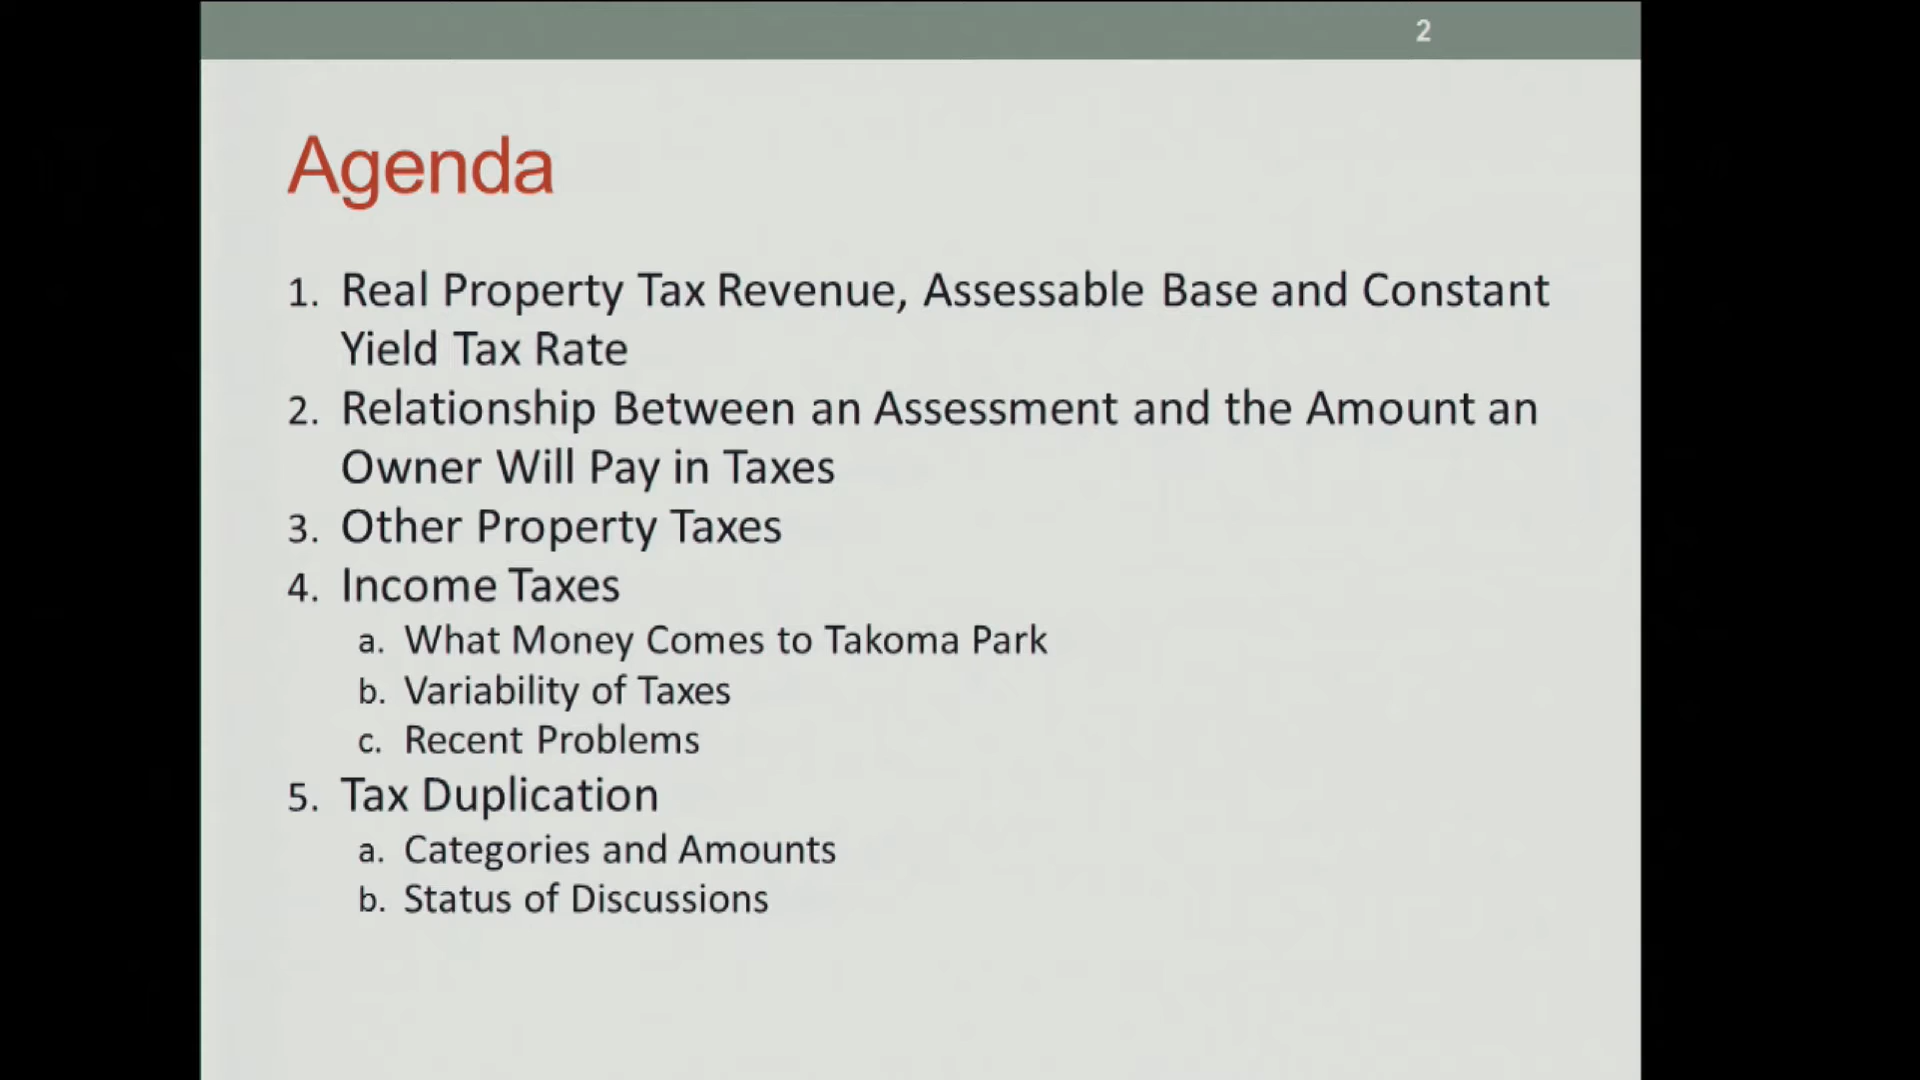 2
Agenda
1. Real Property Tax Revenue, Assessable Base and Constant
Yield Tax Rate
2. Relationship Between an Assessment and the Amount an
Owner Will Pay in Taxes
3. Other Property Taxes
4. Income Taxes
a. What Money Comes to Takoma Park
b. Variability of Taxes
c. Recent Problems
5. Tax Duplication
a. Categories and Amounts
b. Status of Discussions